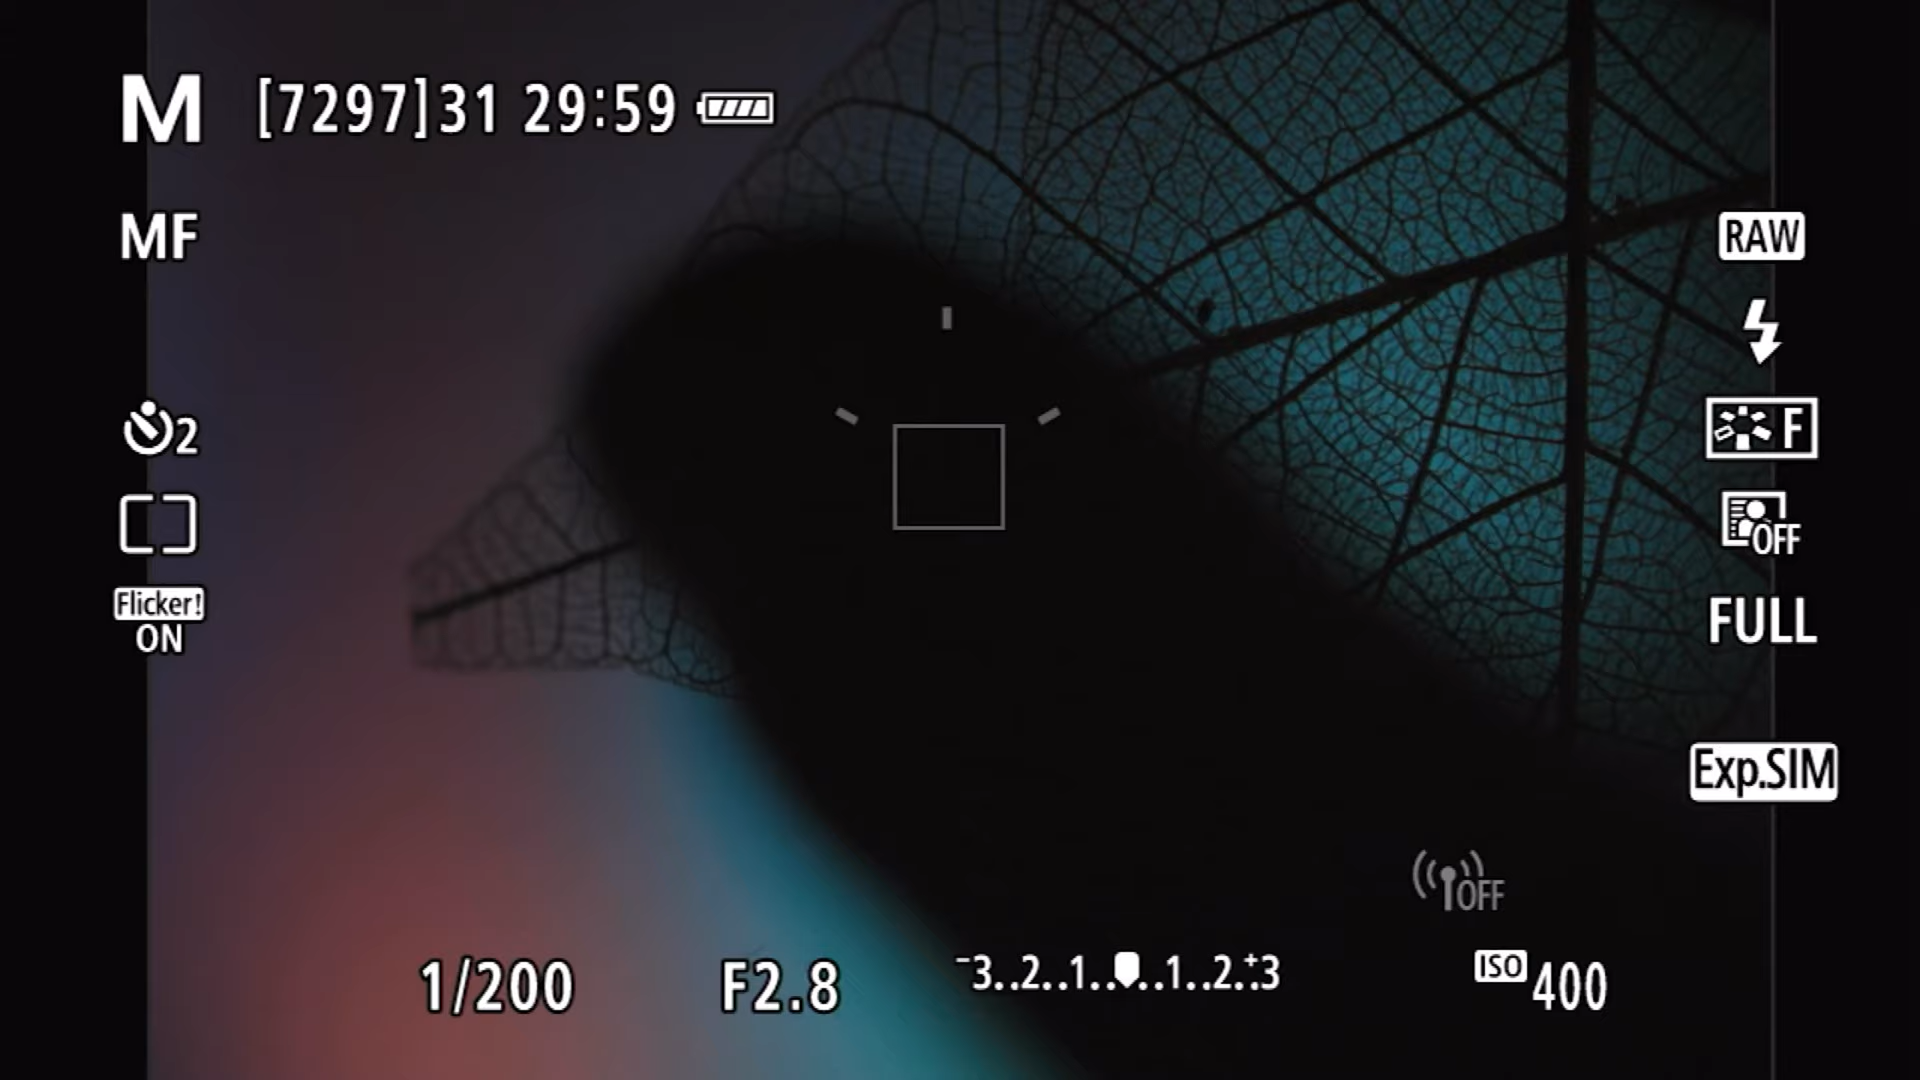 M [7297]31 29:59
MF
RAW
2
F
OFF
Flicker!
ON
FULL
Exp.SIM
OFF
1/200 F2.8 -3..2..1..0..1..2.:+3 ISO 400